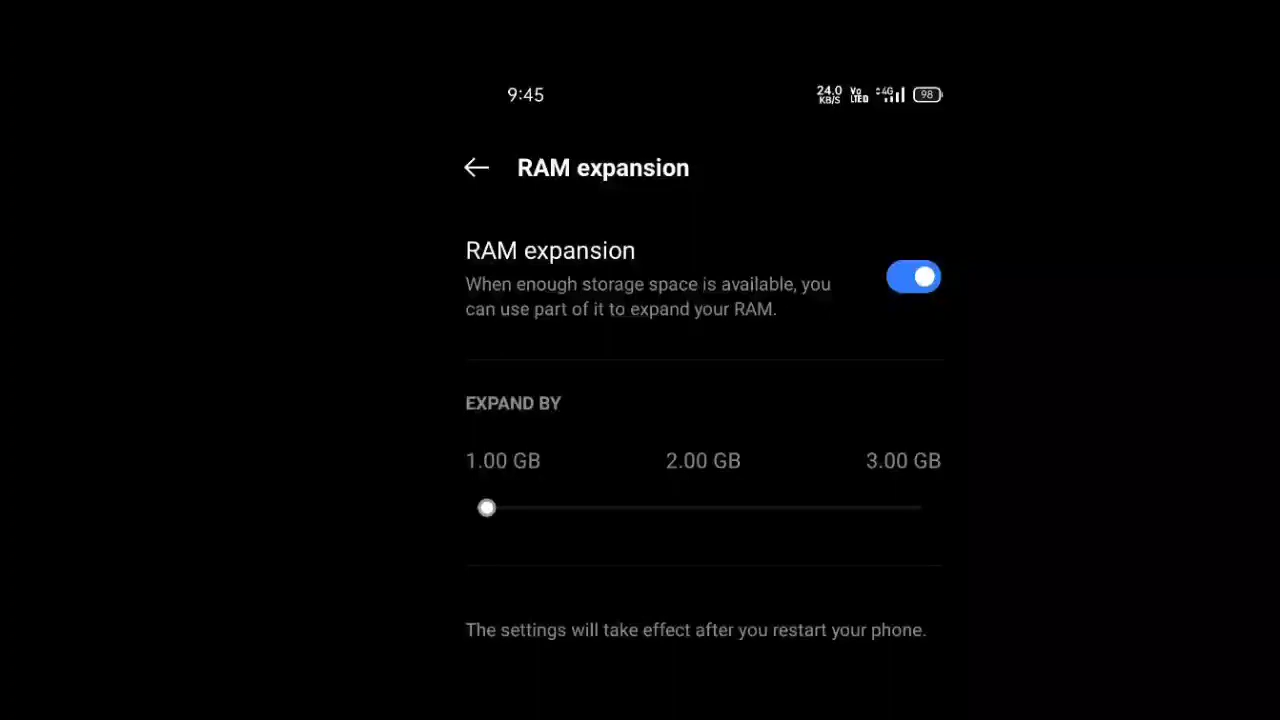 9:45 24.0 KB/S Vo LTED 4G 98
RAM expansion
RAM expansion
When enough storage space is available, you
can use part of it to expand your RAM.
EXPAND BY
1.00 GB 2.00 GB 3.00 GB
The settings will take effect after you restart your phone.